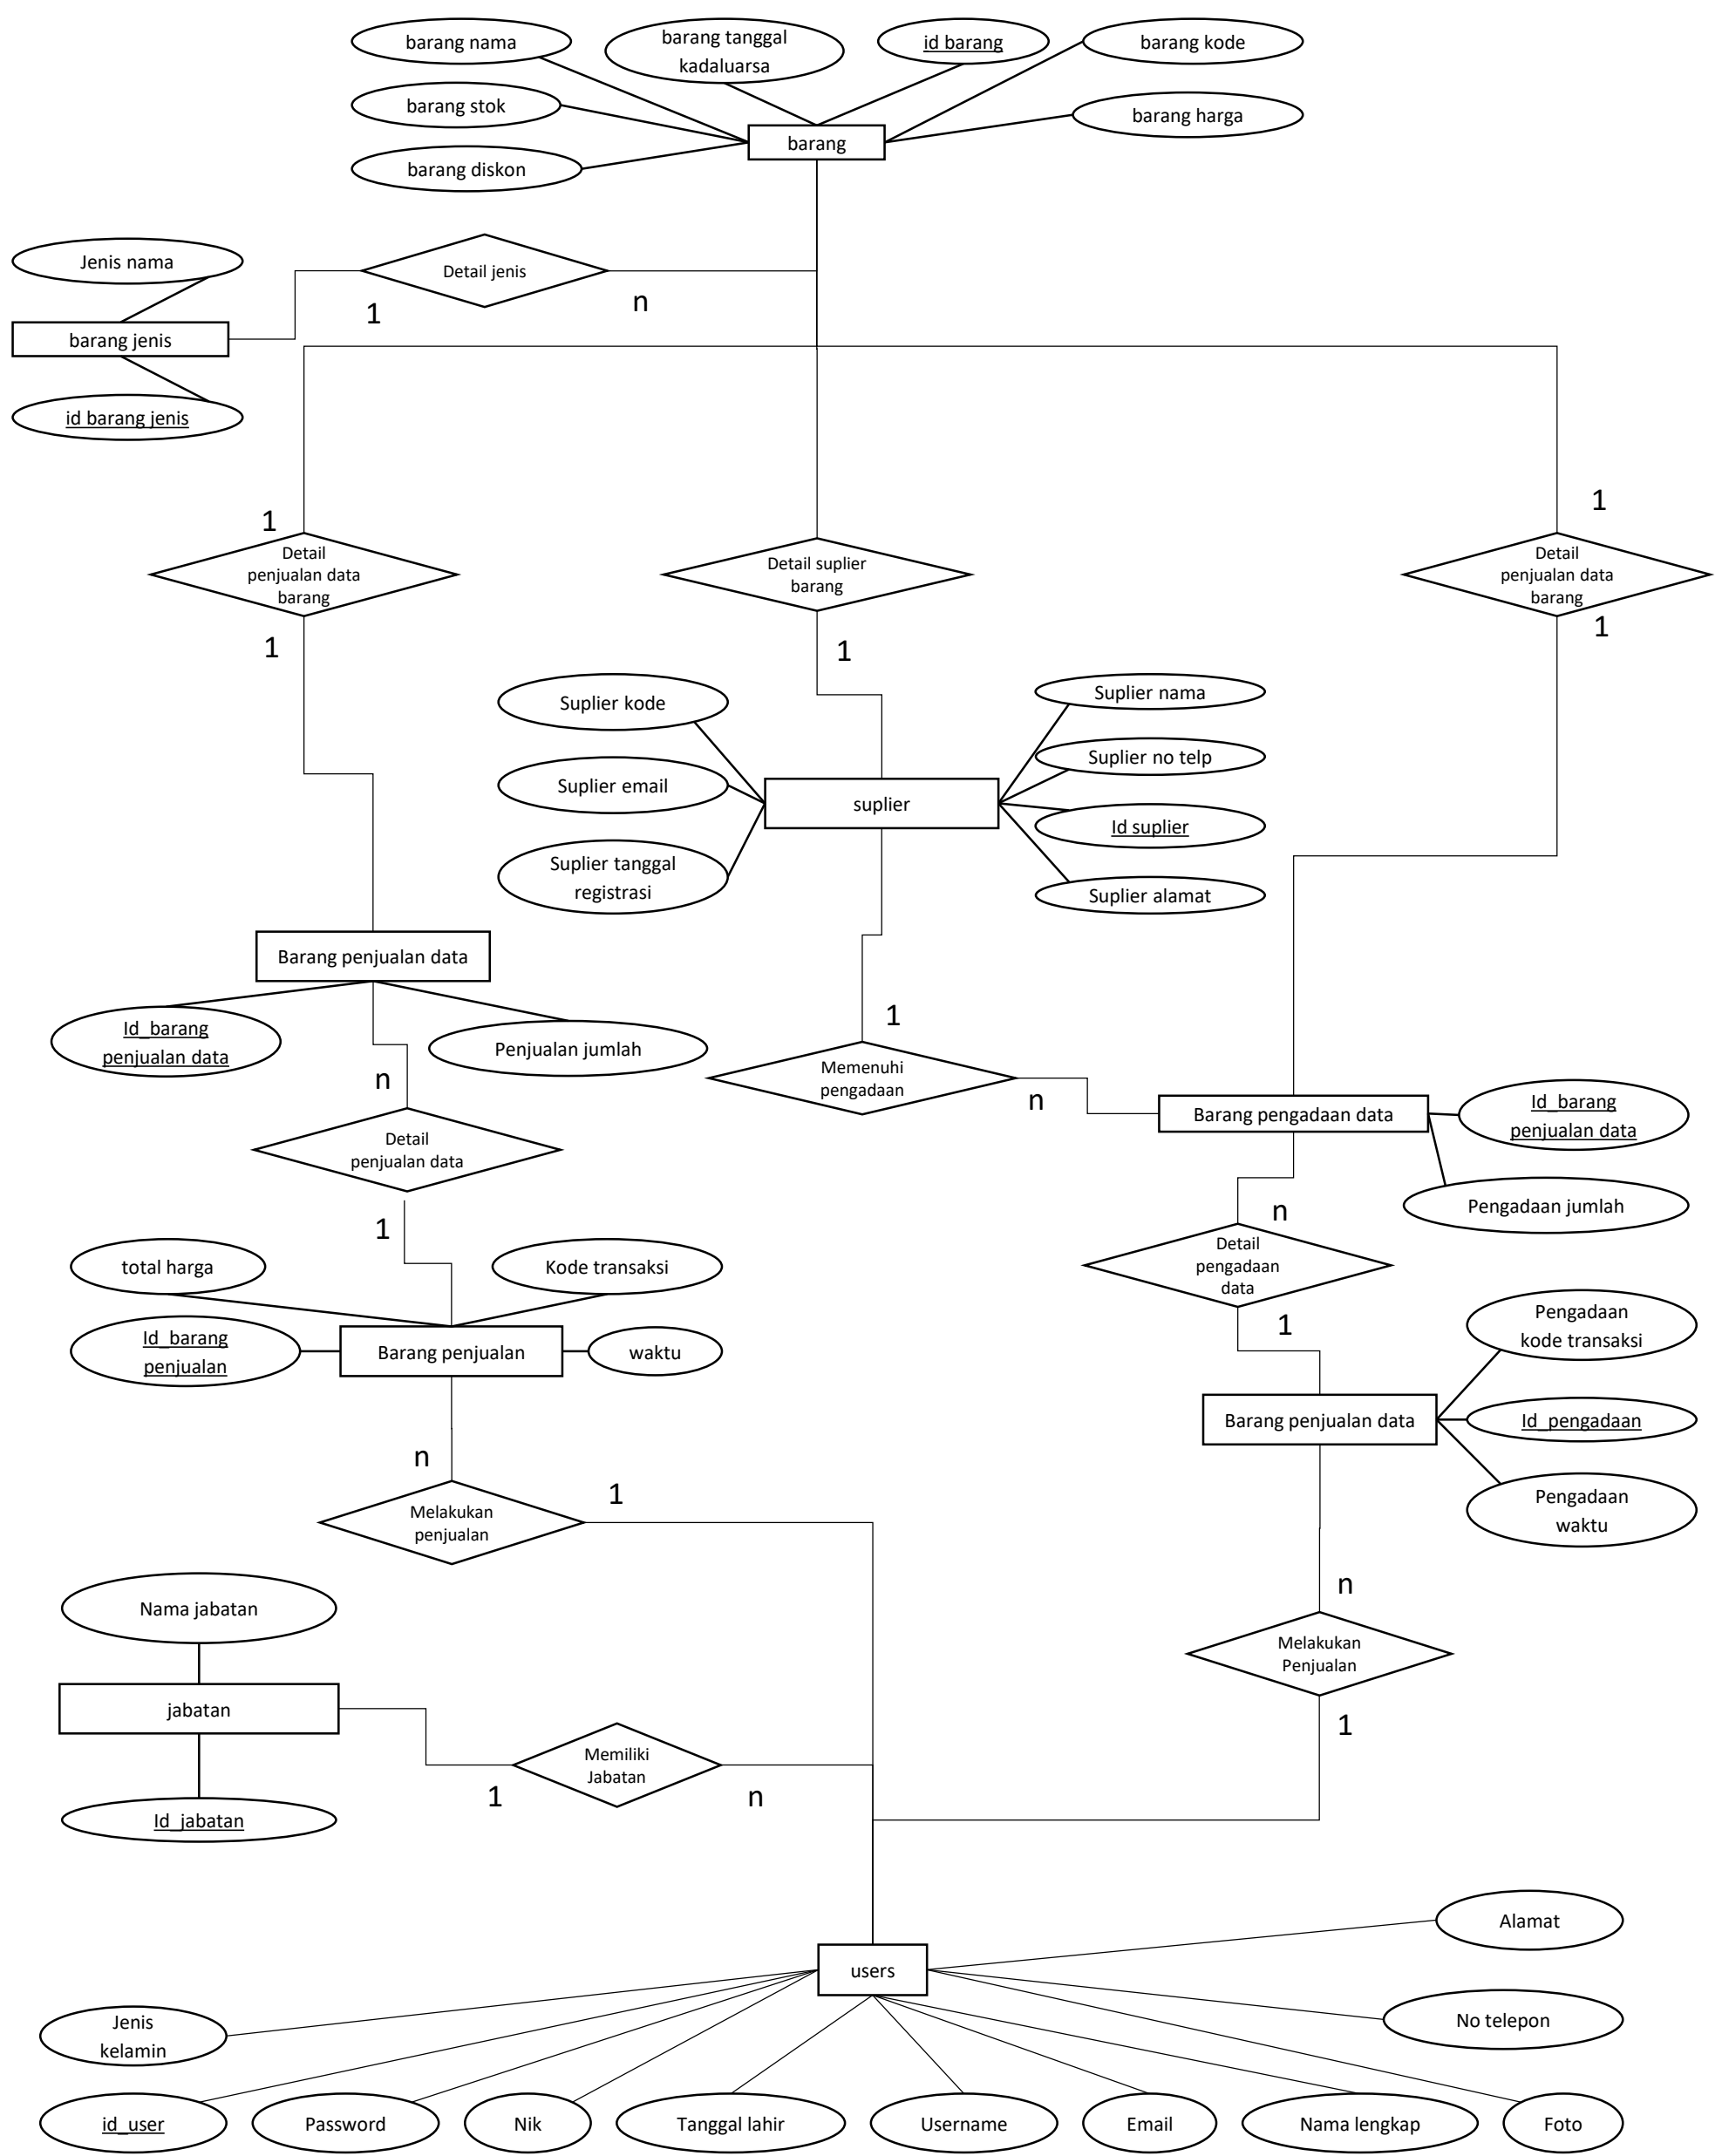 barang nama
barang tanggal
kadaluarsa
id barang
barang kode
barang stok
barang harga
barang
barang diskon
Jenis nama
Detail jenis
1
n
barang jenis
id barang jenis
1
1
Detail
penjualan data
barang
Detail suplier
barang
Detail
penjualan data
barang
1
1
1
Suplier kode
Suplier nama
Suplier no telp
Suplier email
suplier
Id suplier
Suplier tanggal
registrasi
Suplier alamat
Barang penjualan data
Id_barang
penjualan data
Penjualan jumlah
1
n
Memenuhi
pengadaan
n
Barang pengadaan data
Id_barang
penjualan data
Detail
penjualan data
Pengadaan jumlah
n
1
Detail
pengadaan
data
total harga
Kode transaksi
1
Pengadaan
kode transaksi
Id_barang
penjualan
Barang penjualan
waktu
Barang penjualan data
Id_pengadaan
n
1
Melakukan
penjualan
Pengadaan
waktu
n
Nama jabatan
Melakukan
Penjualan
jabatan
1
Memiliki
Jabatan
1
n
Id_jabatan
Alamat
users
No telepon
Jenis
kelamin
id_user
Password
Nik
Tanggal lahir
Username
Email
Nama lengkap
Foto